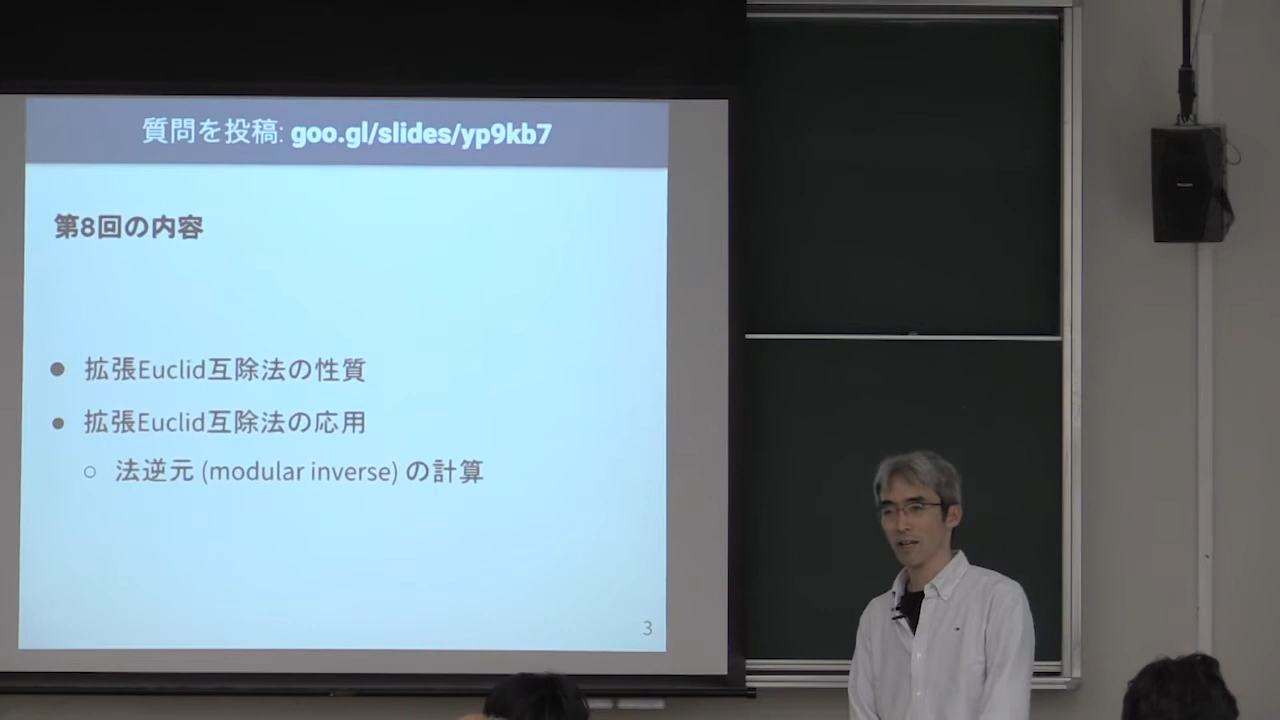 質問を投稿: goo.gl/slides/yp9kb7
第8回の内容
● 拡張Euclid互除法の性質
● 拡張Euclid互除法の応用
○ 法逆元 (modular inverse) の計算
3